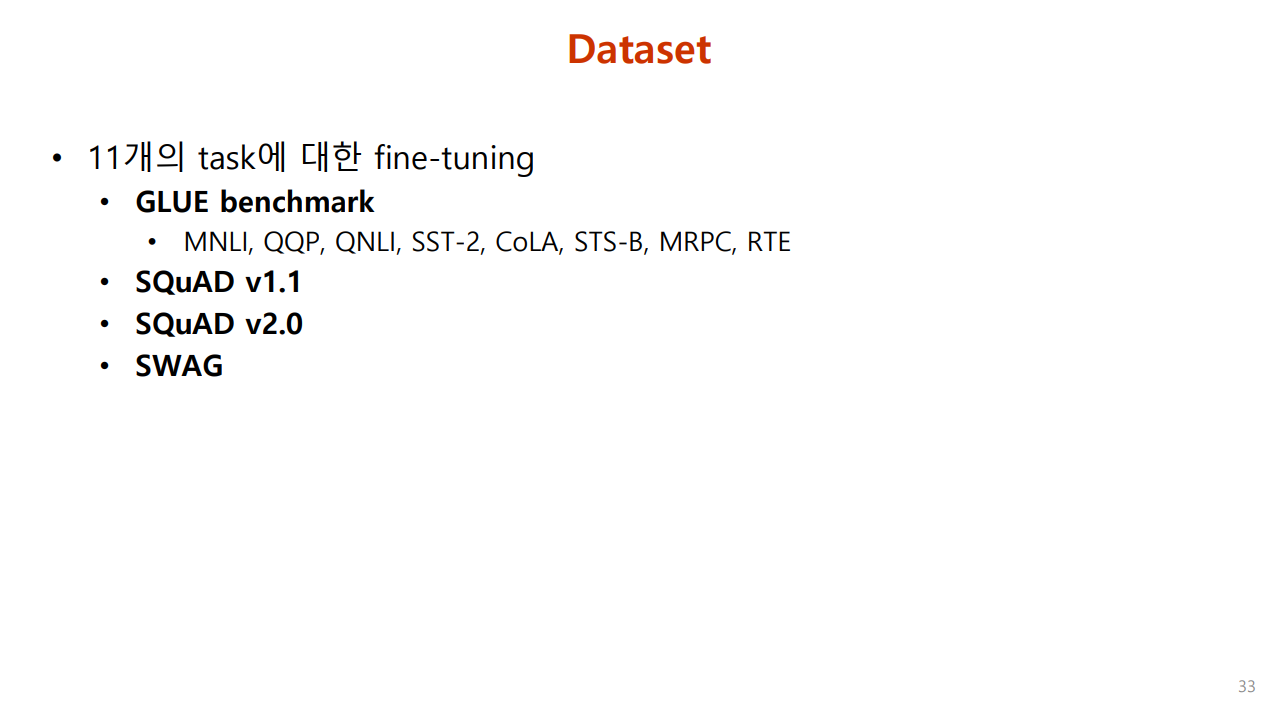 Dataset
• 11개의 task에 대한 fine-tuning
• GLUE benchmark
• MNLI, QQP, QNLI, SST-2, CoLA, STS-B, MRPC, RTE
• SQuAD v1.1
• SQuAD v2.0
• SWAG
33